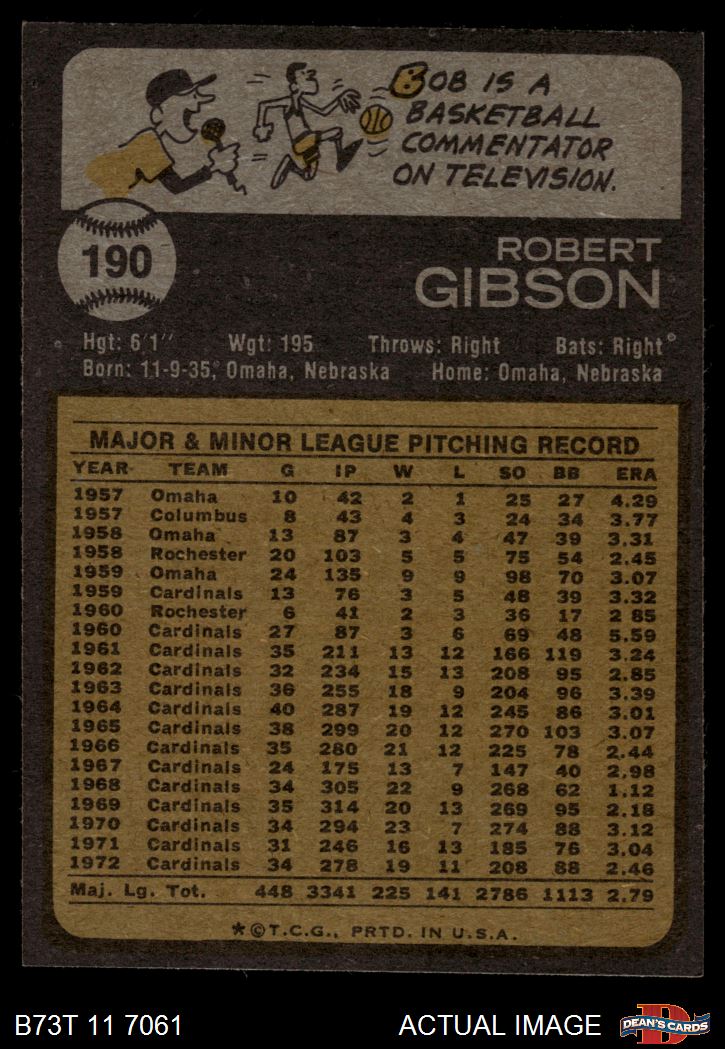 BOB IS A
BASKETBALL
COMMENTATOR
ON TELEVISION.
190
ROBERT
GIBSON
Hgt: 6'1" Wgt: 195 Throws: Right Bats: Right
Born: 11-9-35, Omaha, Nebraska Home: Omaha, Nebraska
MAJOR & MINOR LEAGUE PITCHING RECORD
YEAR TEAM G IP W L SO BB ERA
1957 Omaha 10 42 2 1 25 27 4.29
1957 Columbus 8 43 4 3 24 34 3.77
1958 Omaha 13 87 3 4 47 39 3.31
1958 Rochester 20 103 5 5 75 54 2.45
1959 Omaha 24 135 9 9 98 70 3.07
1959 Cardinals 13 76 3 5 48 39 3.32
1960 Rochester 6 41 2 3 36 17 2 85
1960 Cardinals 27 87 3 6 69 48 5.59
1961 Cardinals 35 211 13 12 166 119 3.24
1962 Cardinals 32 234 15 13 208 95 2.85
1963 Cardinals 36 255 18 9 204 96 3.39
1964 Cardinals 40 287 19 12 245 86 3.01
1965 Cardinals 38 299 20 12 270 103 3.07
1966 Cardinals 35 280 21 12 225 78 2.44
1967 Cardinals 24 175 13 7 147 40 2.98
1968 Cardinals 34 305 22 9 268 62 1.12
1969 Cardinals 35 314 20 13 269 95 2.18
1970 Cardinals 34 294 23 7 274 88 3.12
1971 Cardinals 31 246 16 13 185 76 3.04
1972 Cardinals 34 278 19 11 208 88 2.46
Maj. Lg. Tot. 448 3341 225 141 2786 1113 2.79
*©T.C.G., PRTD. IN U.S.A.
B73T 11 7061 ACTUAL IMAGE D DEAN'S CARDS